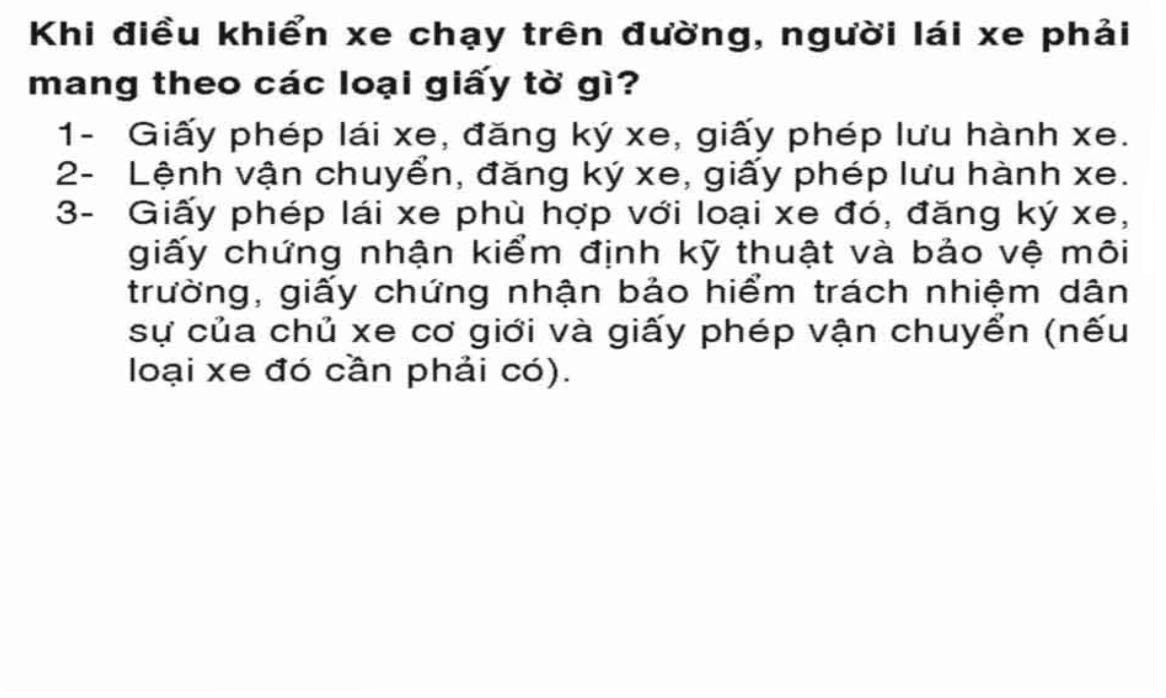 Khi điều khiển xe chạy trên đường, người lái xe phải
mang theo các loại giấy tờ gì?
1- Giấy phép lái xe, đăng ký xe, giấy phép lưu hành xe.
2- Lệnh vận chuyển, đăng ký xe, giấy phép lưu hành xe.
3- Giấy phép lái xe phù hợp với loại xe đó, đăng ký xe,
giấy chứng nhận kiểm định kỹ thuật và bảo vệ môi
trường, giấy chứng nhận bảo hiểm trách nhiệm dân
sự của chủ xe cơ giới và giấy phép vận chuyển (nếu
loại xe đó cần phải có).